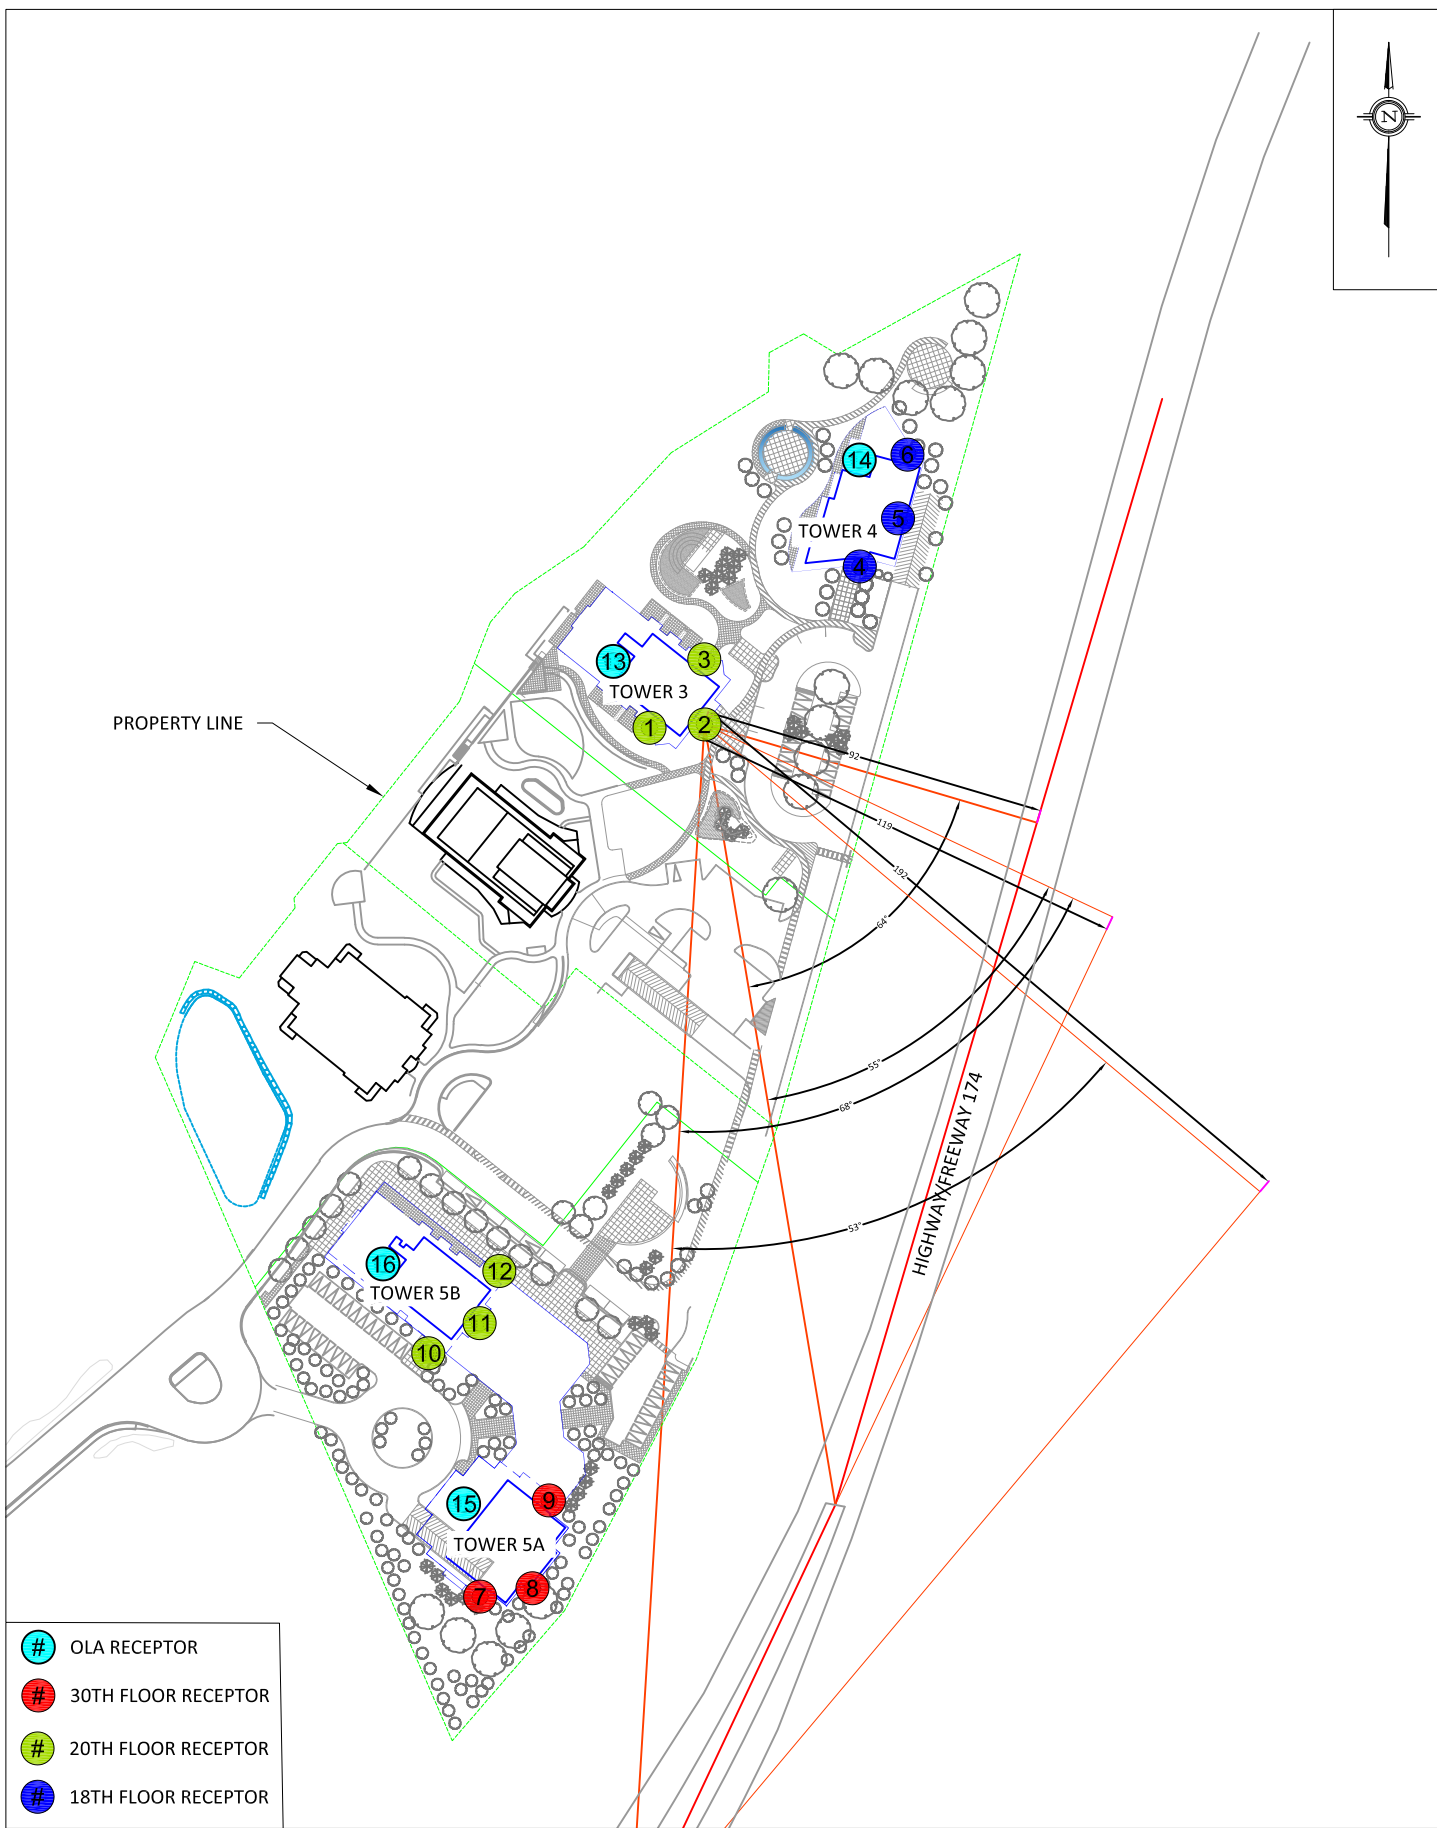 N
14
6
5
TOWER 4
4
3
13
TOWER 3
1
2
PROPERTY LINE
92
119
192
64°
55°
68°
53°
HIGHWAY/FREEWAY 174
16
12
TOWER 5B
11
10
15
9
TOWER 5A
7
8
# OLA RECEPTOR
# 30TH FLOOR RECEPTOR
# 20TH FLOOR RECEPTOR
# 18TH FLOOR RECEPTOR